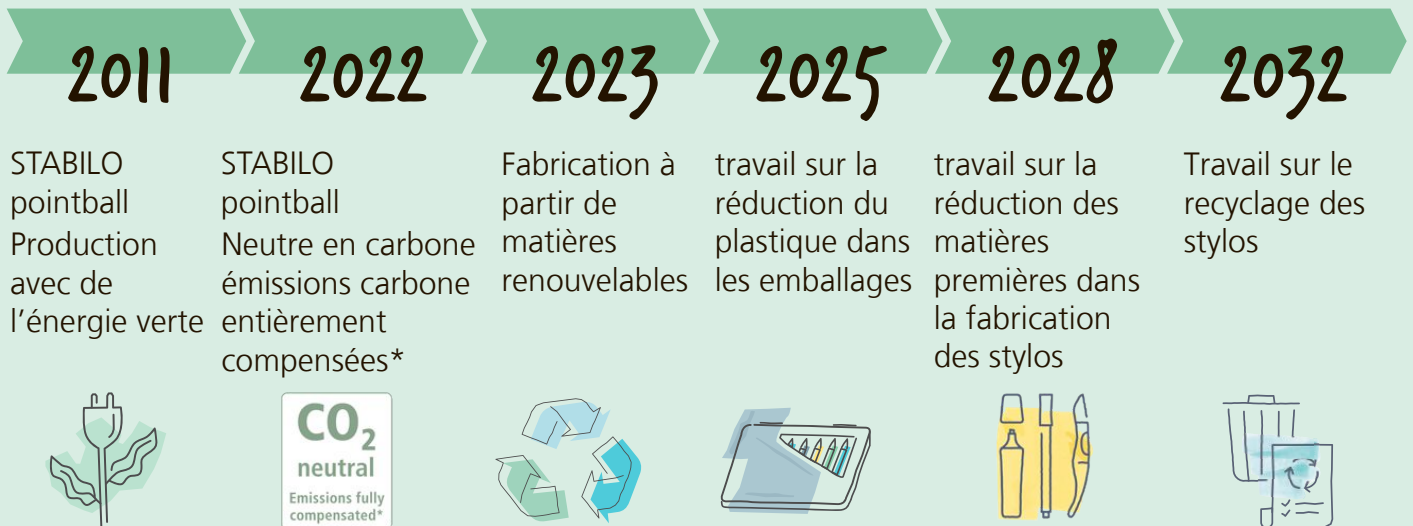 2011
2022
2023
2025
2028
2032
STABILO
pointball
Production
avec de
l’énergie verte
STABILO
pointball
Neutre en carbone
émissions carbone
entièrement
compensées*
Fabrication à
partir de
matières
renouvelables
travail sur la
réduction du
plastique dans
les emballages
travail sur la
réduction des
matières
premières dans
la fabrication
des stylos
Travail sur le
recyclage des
stylos
CO2
neutral
Emissions fully
compensated*